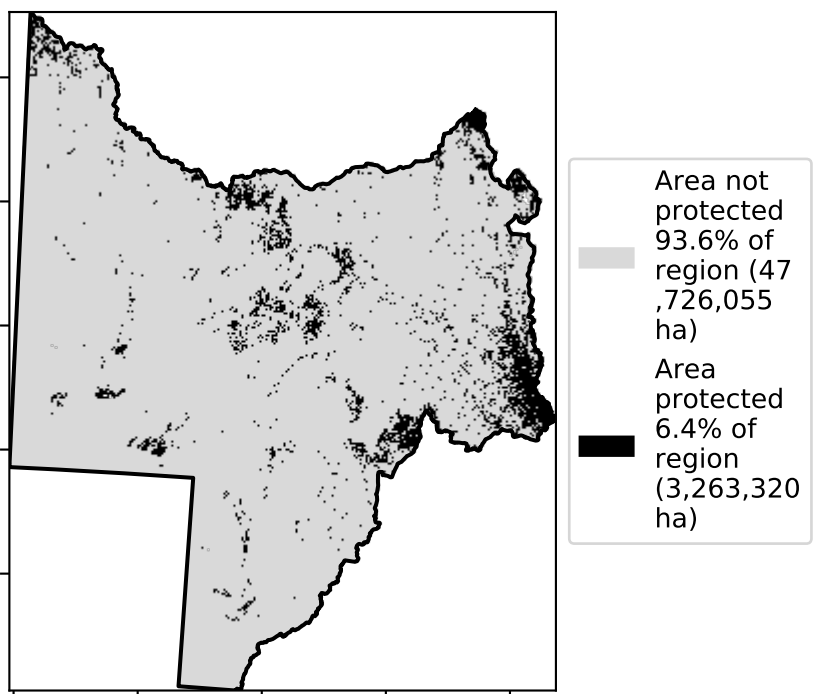 Area not
protected
93.6% of
region (47
,726,055
ha)
Area
protected
6.4% of
region
(3,263,320
ha)